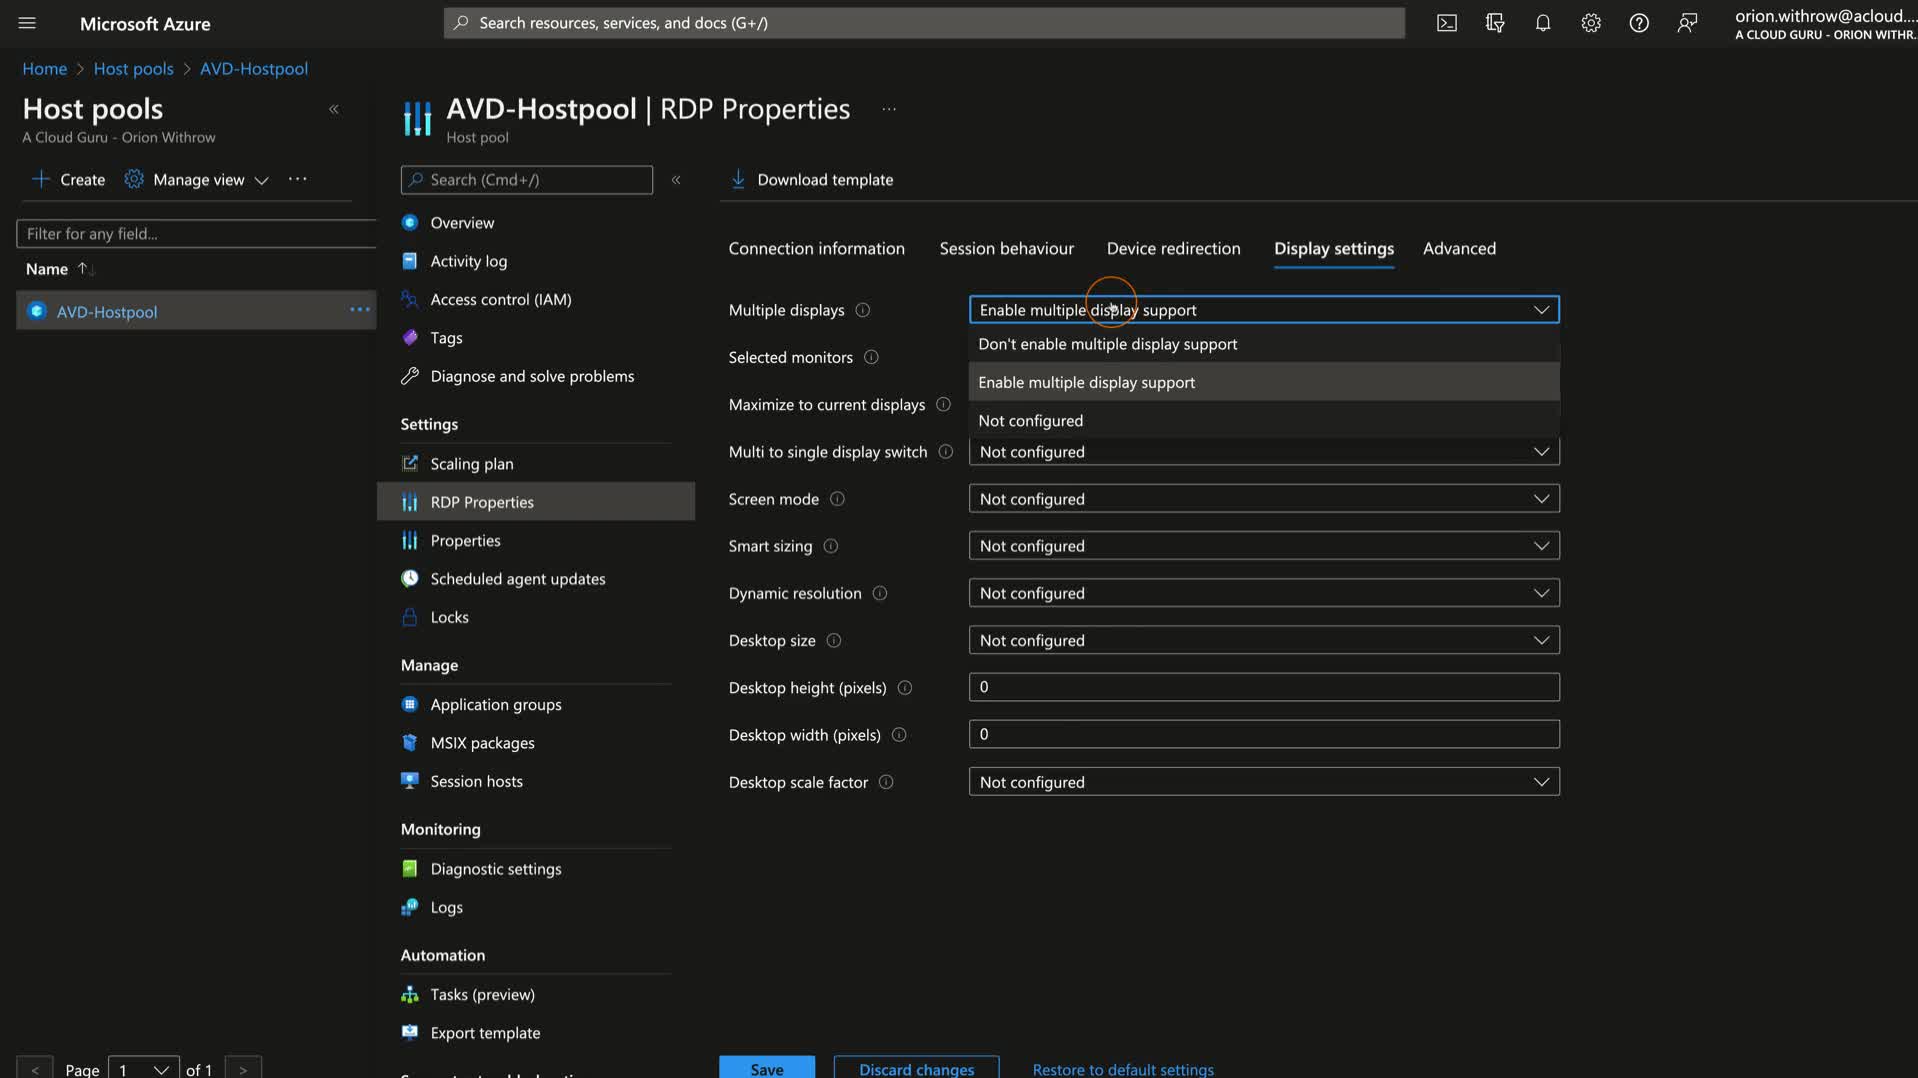 Microsoft Azure
Search resources, services, and docs (G+/)
orion.withrow@acloud....
A CLOUD GURU - ORION WITHR...
Home > Host pools > AVD-Hostpool
Host pools
A Cloud Guru - Orion Withrow
Create
Manage view
Filter for any field...
Name
AVD-Hostpool
Page 1 of 1
AVD-Hostpool | RDP Properties
Host pool
Search (Cmd+/)
Overview
Activity log
Access control (IAM)
Tags
Diagnose and solve problems
Settings
Scaling plan
RDP Properties
Properties
Scheduled agent updates
Locks
Manage
Application groups
MSIX packages
Session hosts
Monitoring
Diagnostic settings
Logs
Automation
Tasks (preview)
Export template
Download template
Connection information
Session behaviour
Device redirection
Display settings
Advanced
Multiple displays
Enable multiple display support
Don't enable multiple display support
Enable multiple display support
Not configured
Selected monitors
Maximize to current displays
Multi to single display switch
Not configured
Screen mode
Not configured
Smart sizing
Not configured
Dynamic resolution
Not configured
Desktop size
Not configured
Desktop height (pixels)
0
Desktop width (pixels)
0
Desktop scale factor
Not configured
Save
Discard changes
Restore to default settings